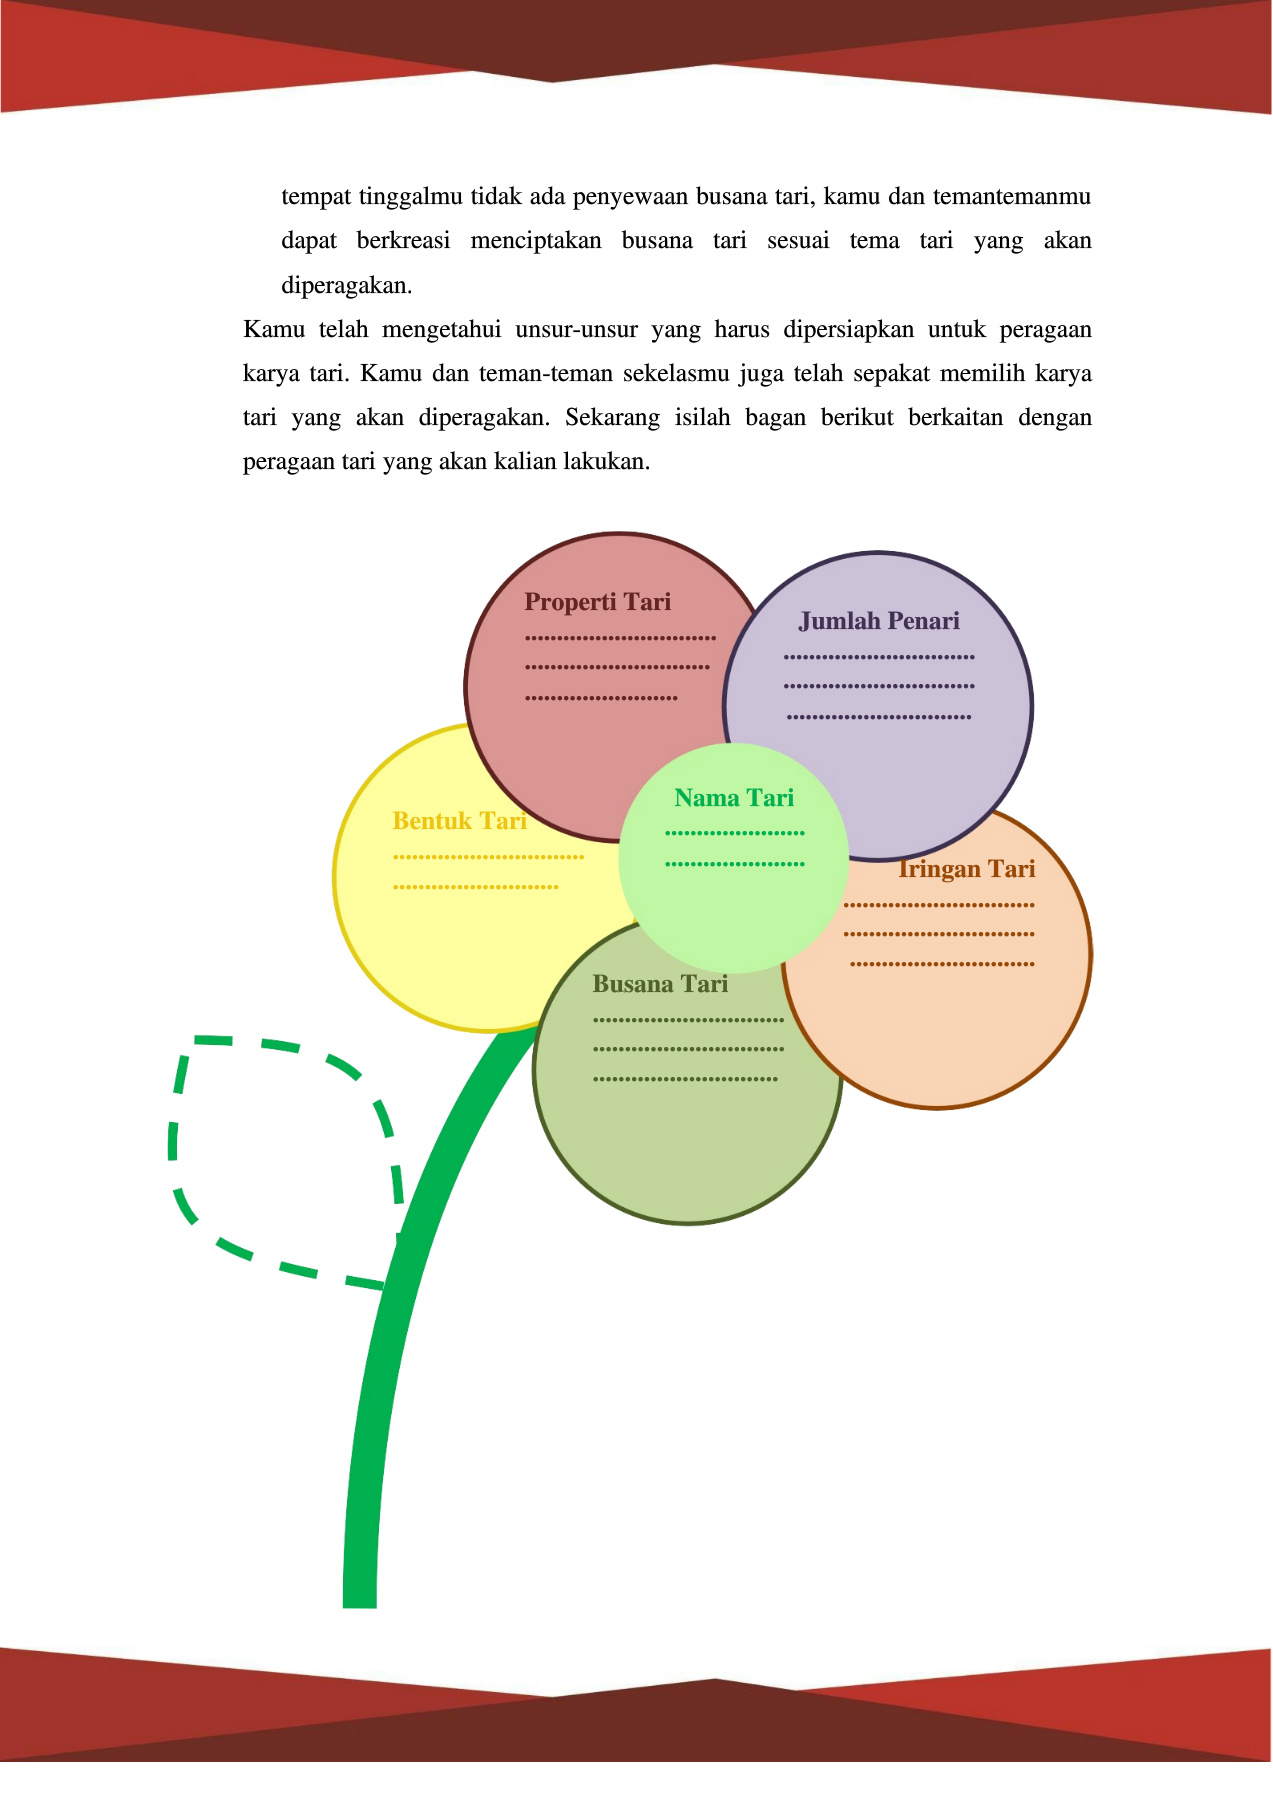 tempat tinggalmu tidak ada penyewaan busana tari, kamu dan temantemanmu
dapat berkreasi menciptakan busana tari sesuai tema tari yang akan
diperagakan.
Kamu telah mengetahui unsur-unsur yang harus dipersiapkan untuk peragaan
karya tari. Kamu dan teman-teman sekelasmu juga telah sepakat memilih karya
tari yang akan diperagakan. Sekarang isilah bagan berikut berkaitan dengan
peragaan tari yang akan kalian lakukan.
Properti Tari
..............................
.............................
........................
Jumlah Penari
..............................
..............................
.............................
Nama Tari
......................
......................
Bentuk Tari
..............................
..........................
Iringan Tari
..............................
..............................
.............................
Busana Tari
..............................
..............................
.............................